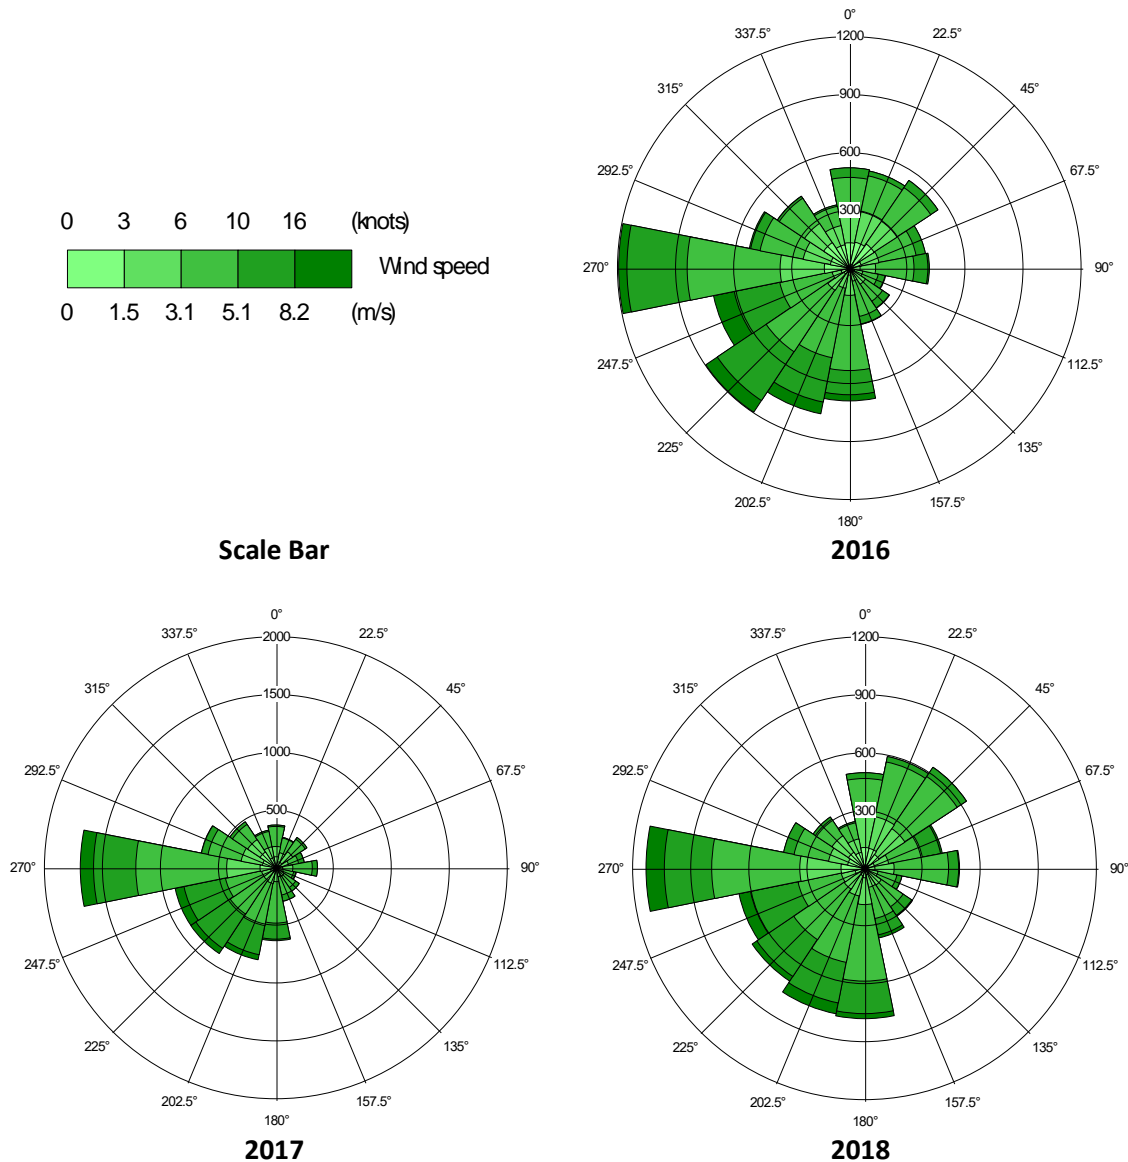 0 3 6 10 16 (knots)
Wind speed
0 1.5 3.1 5.1 8.2 (m/s)
Scale Bar
0°
337.5° 1200 22.5°
315° 900 45°
292.5° 600 67.5°
300
270° 90°
247.5° 112.5°
225° 135°
202.5° 157.5°
180°
2016
0°
337.5° 2000 22.5°
315° 1500 45°
292.5° 1000 67.5°
500
270° 90°
247.5° 112.5°
225° 135°
202.5° 157.5°
180°
2017
0°
337.5° 1200 22.5°
315° 900 45°
292.5° 600 67.5°
300
270° 90°
247.5° 112.5°
225° 135°
202.5° 157.5°
180°
2018